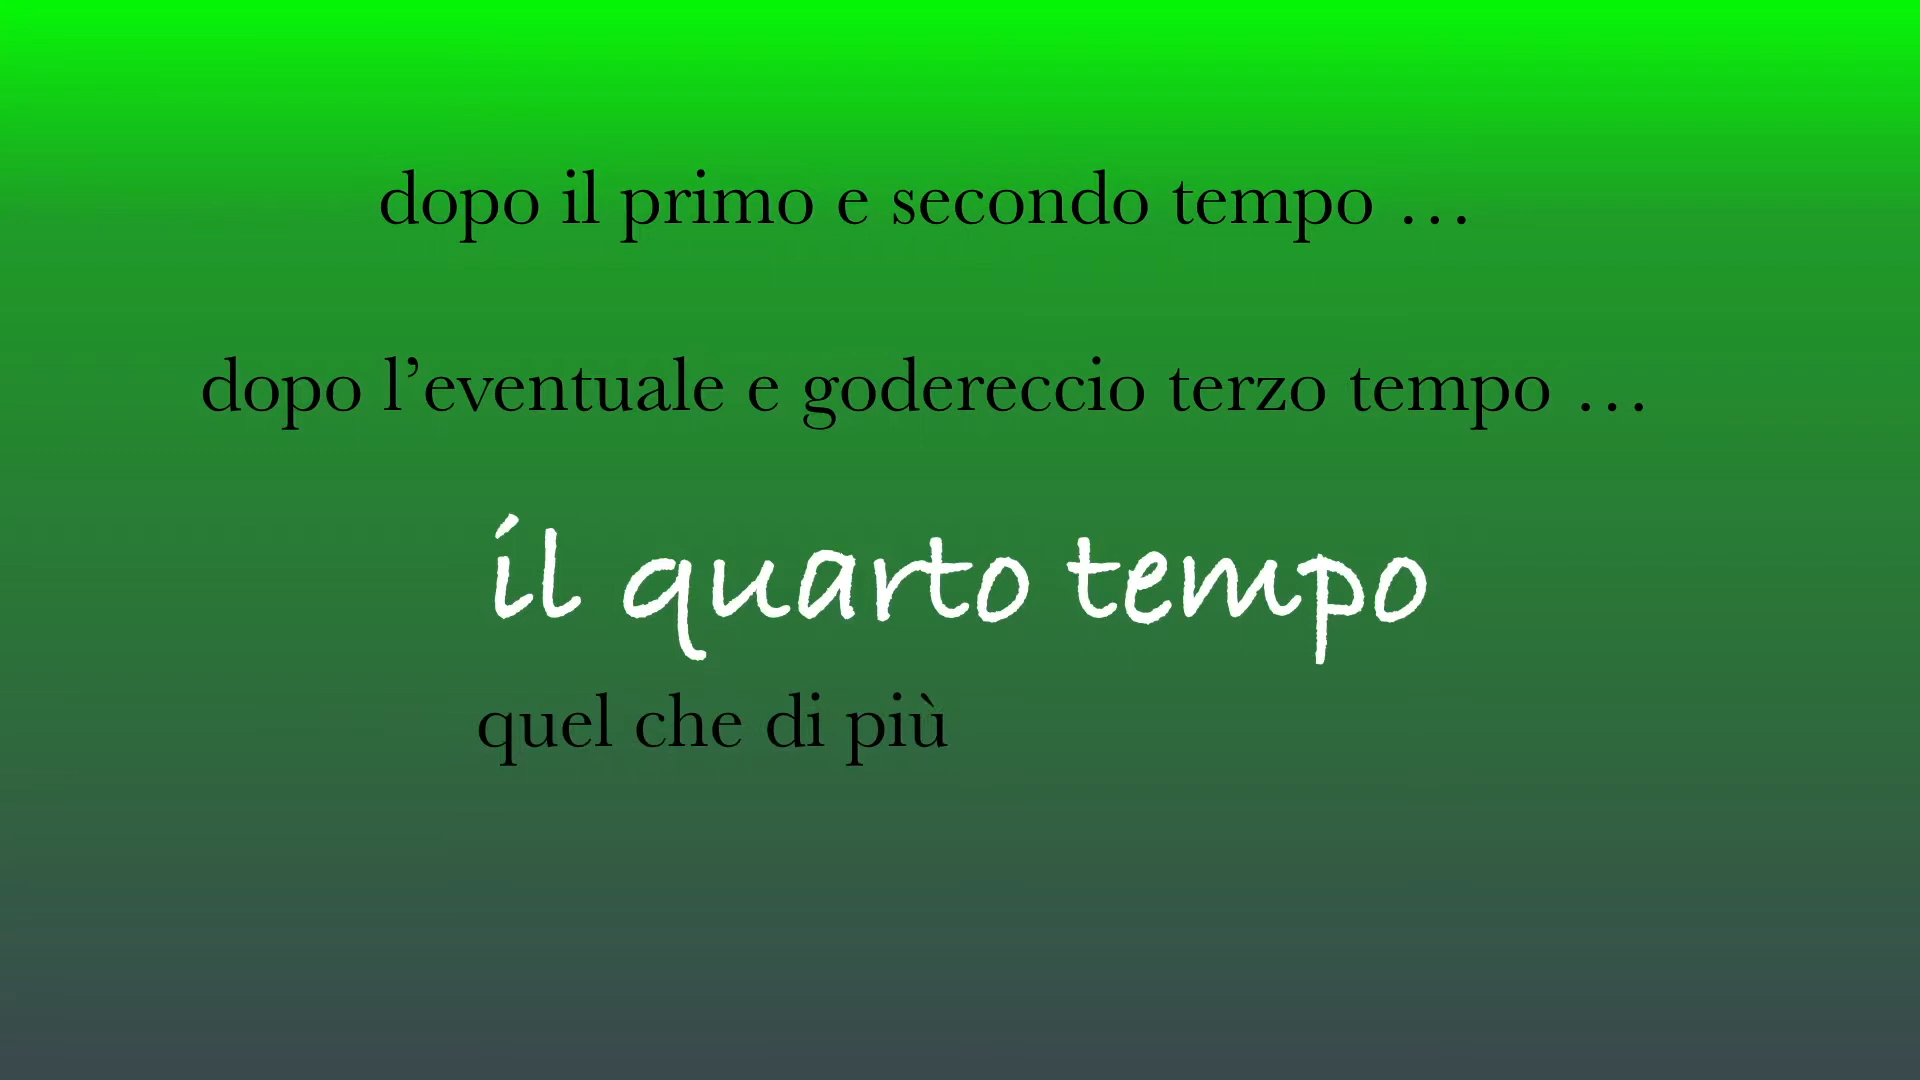 dopo il primo e secondo tempo …
dopo l’eventuale e godereccio terzo tempo …
il quarto tempo
quel che di più